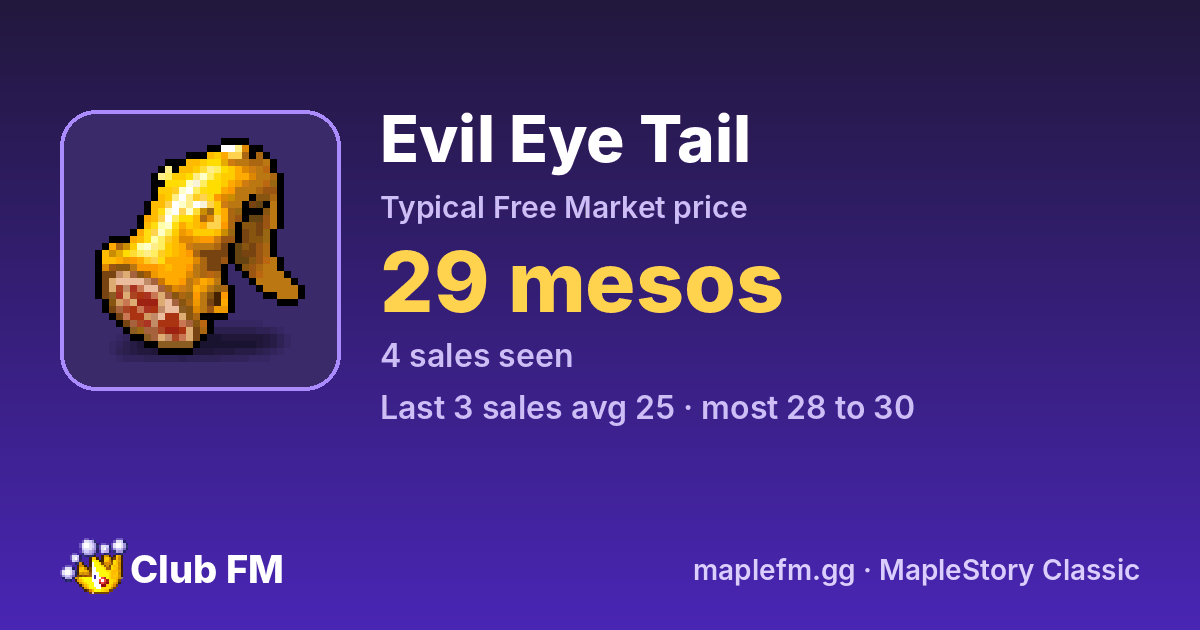 Evil Eye Tail
Typical Free Market price
29 mesos
4 sales seen
Last 3 sales avg 25 · most 28 to 30
Club FM
maplefm.gg · MapleStory Classic